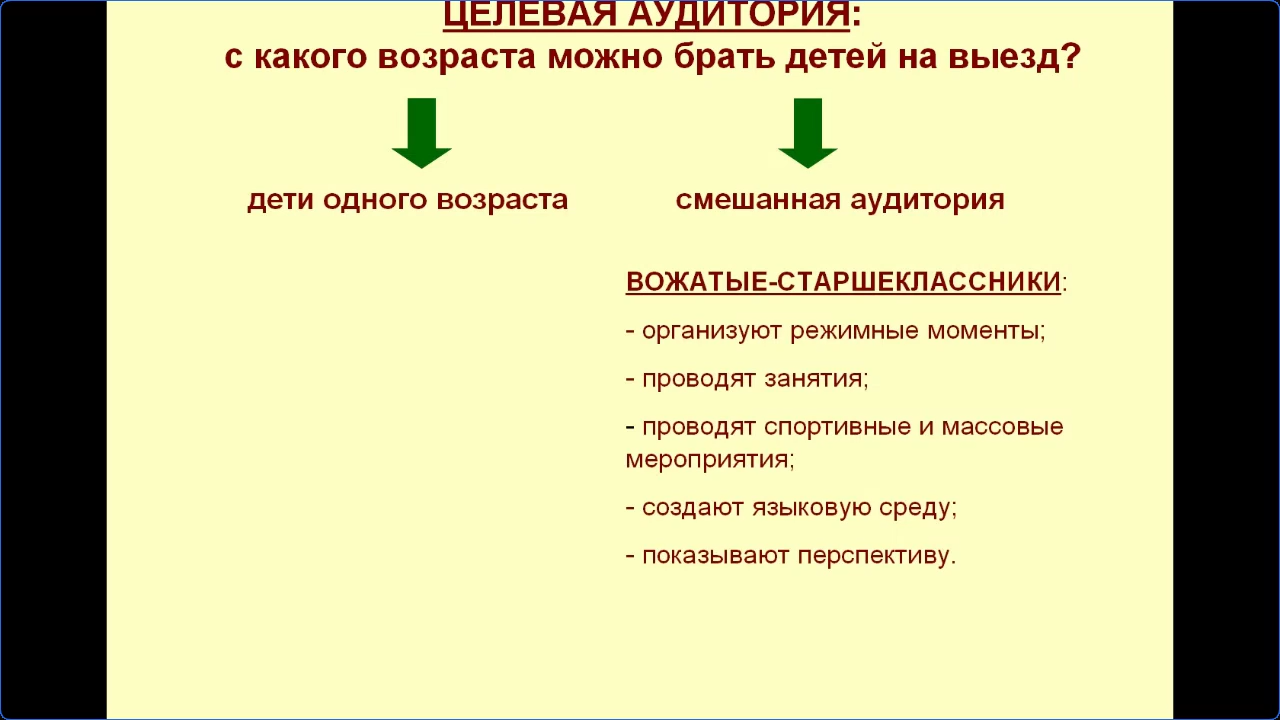 ЦЕЛЕВАЯ АУДИТОРИЯ:
с какого возраста можно брать детей на выезд?
дети одного возраста
смешанная аудитория
ВОЖАТЫЕ-СТАРШЕКЛАССНИКИ:
- организуют режимные моменты;
- проводят занятия;
- проводят спортивные и массовые
мероприятия;
- создают языковую среду;
- показывают перспективу.